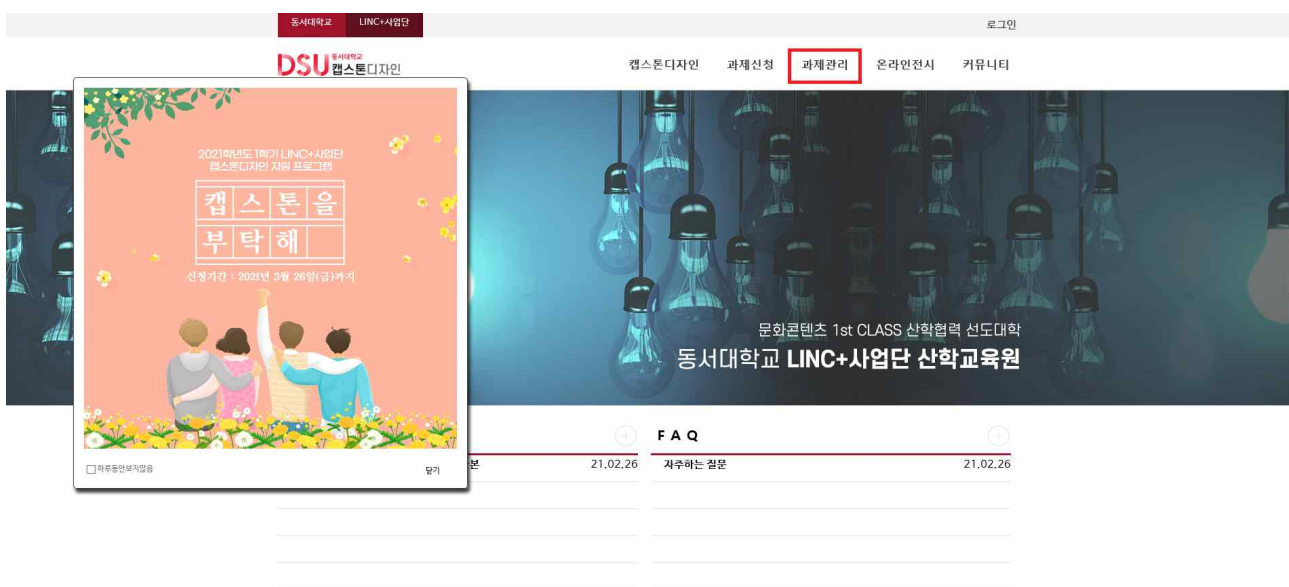 동서대학교 LINC+사업단
로그인
DSU 동서대학교 캡스톤디자인
캡스톤디자인 과제신청 과제관리 온라인전시 커뮤니티
2021학년도 1학기 LINC+사업단
캡스톤디자인 지원 프로그램
캡스톤을
부탁해
신청기간 : 2021년 3월 26일(금)까지
하루동안보지않음 닫기
문화콘텐츠 1st CLASS 산학협력 선도대학
동서대학교 LINC+사업단 산학교육원
본 21.02.26
FAQ
자주하는 질문 21.02.26